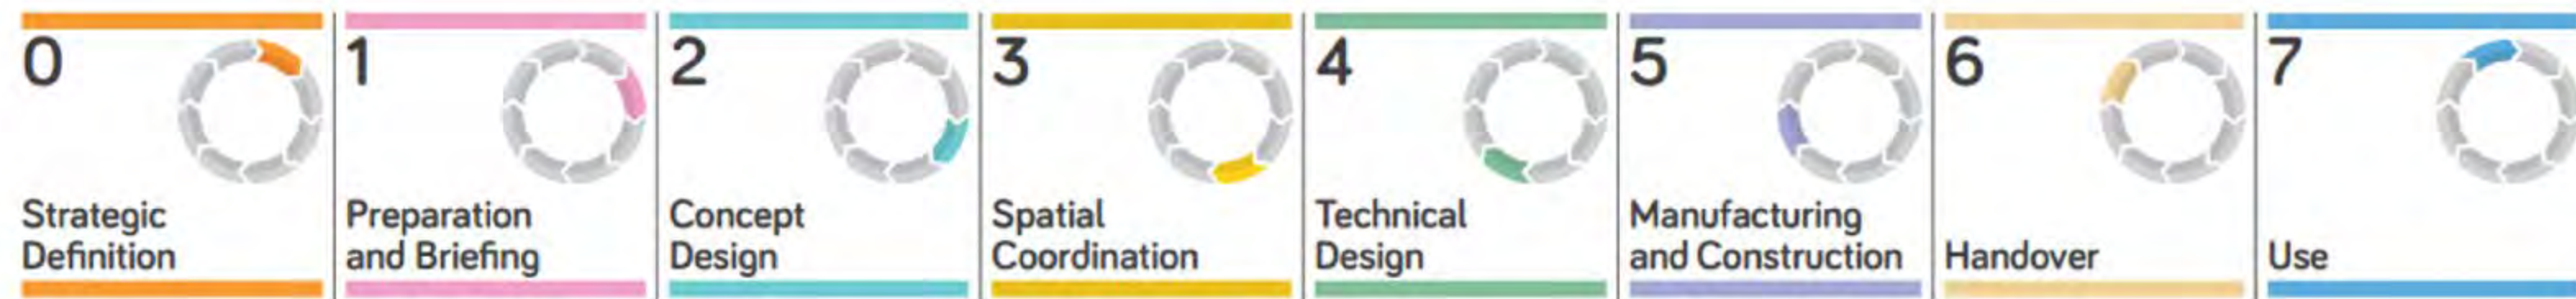 0
Strategic
Definition
1
Preparation
and Briefing
2
Concept
Design
3
Spatial
Coordination
4
Technical
Design
5
Manufacturing
and Construction
6
Handover
7
Use